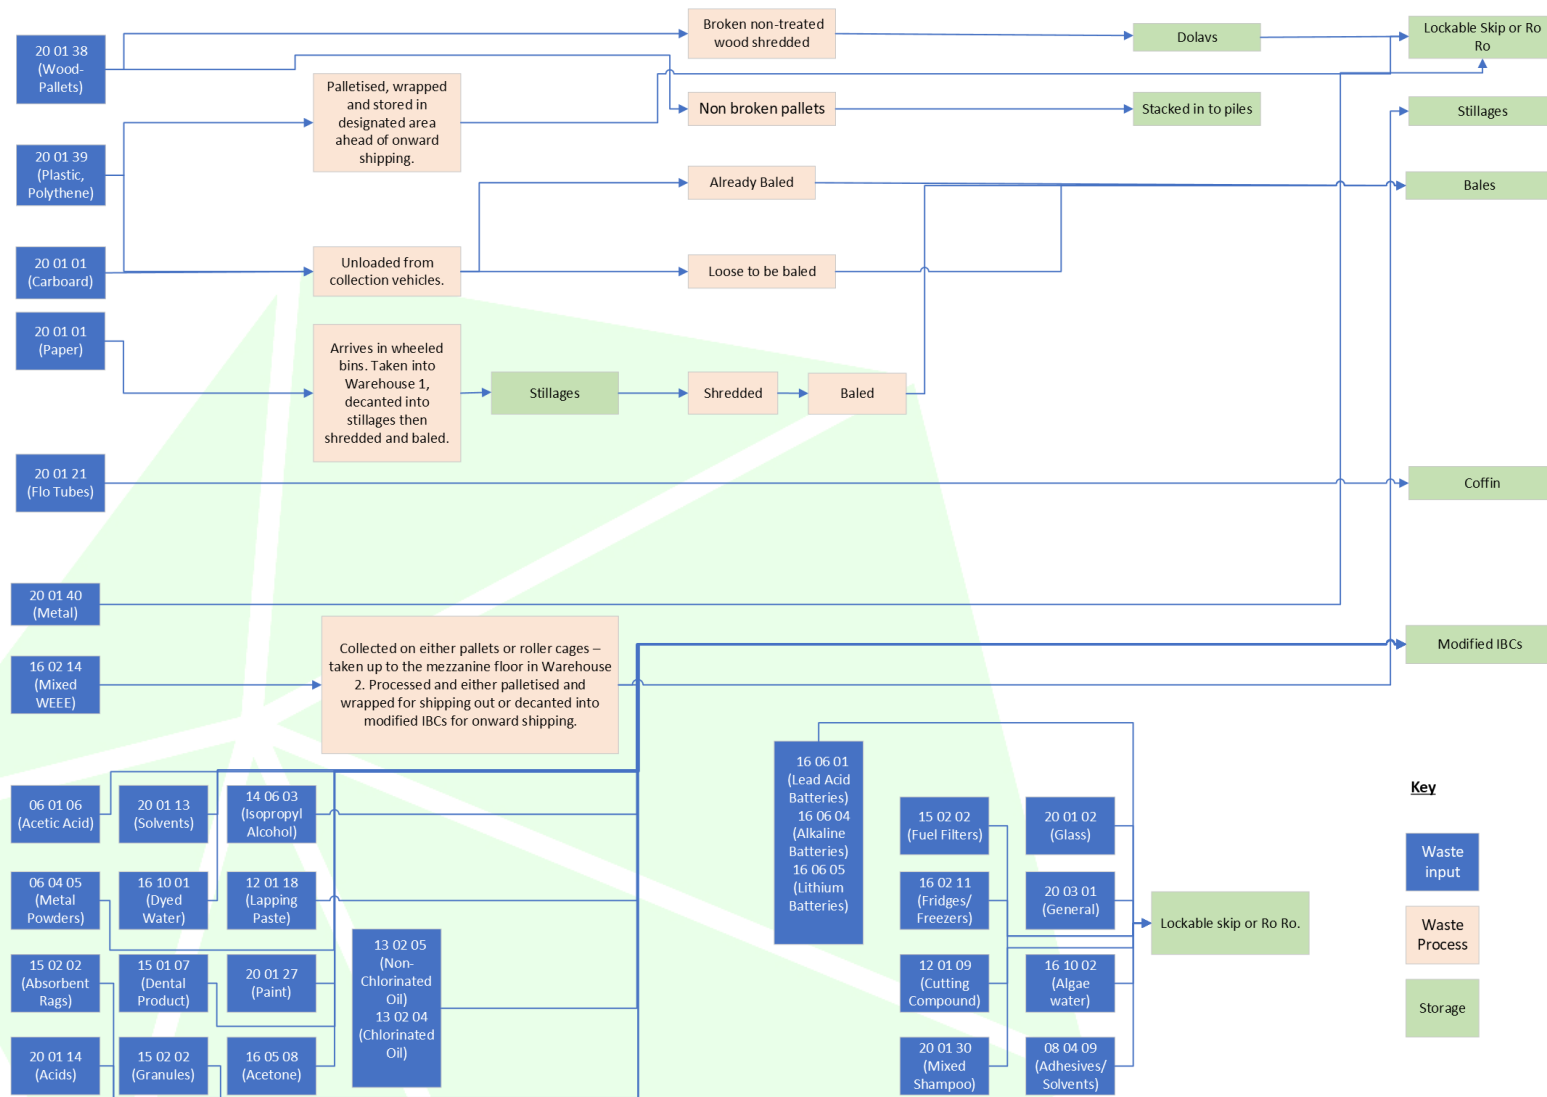 20 01 38
(Wood-
Pallets)
Broken non-treated
wood shredded
Dolavs
Lockable Skip or Ro
Ro
Palletised, wrapped
and stored in
designated area
ahead of onward
shipping.
Non broken pallets
Stacked in to piles
Stillages
20 01 39
(Plastic,
Polythene)
Already Baled
Bales
20 01 01
(Carboard)
Unloaded from
collection vehicles.
Loose to be baled
20 01 01
(Paper)
Arrives in wheeled
bins. Taken into
Warehouse 1,
decanted into
stillages then
shredded and baled.
Stillages
Shredded
Baled
20 01 21
(Flo Tubes)
Coffin
20 01 40
(Metal)
16 02 14
(Mixed
WEEE)
Collected on either pallets or roller cages –
taken up to the mezzanine floor in Warehouse
2. Processed and either palletised and
wrapped for shipping out or decanted into
modified IBCs for onward shipping.
Modified IBCs
06 01 06
(Acetic Acid)
20 01 13
(Solvents)
14 06 03
(Isopropyl
Alcohol)
06 04 05
(Metal
Powders)
16 10 01
(Dyed
Water)
12 01 18
(Lapping
Paste)
15 02 02
(Absorbent
Rags)
15 01 07
(Dental
Product)
20 01 27
(Paint)
20 01 14
(Acids)
15 02 02
(Granules)
16 05 08
(Acetone)
13 02 05
(Non-
Chlorinated
Oil)
13 02 04
(Chlorinated
Oil)
16 06 01
(Lead Acid
Batteries)
16 06 04
(Alkaline
Batteries)
16 06 05
(Lithium
Batteries)
15 02 02
(Fuel Filters)
20 01 02
(Glass)
16 02 11
(Fridges/
Freezers)
20 03 01
(General)
12 01 09
(Cutting
Compound)
16 10 02
(Algae
water)
20 01 30
(Mixed
Shampoo)
08 04 09
(Adhesives/
Solvents)
Lockable skip or Ro Ro.
Key
Waste
input
Waste
Process
Storage